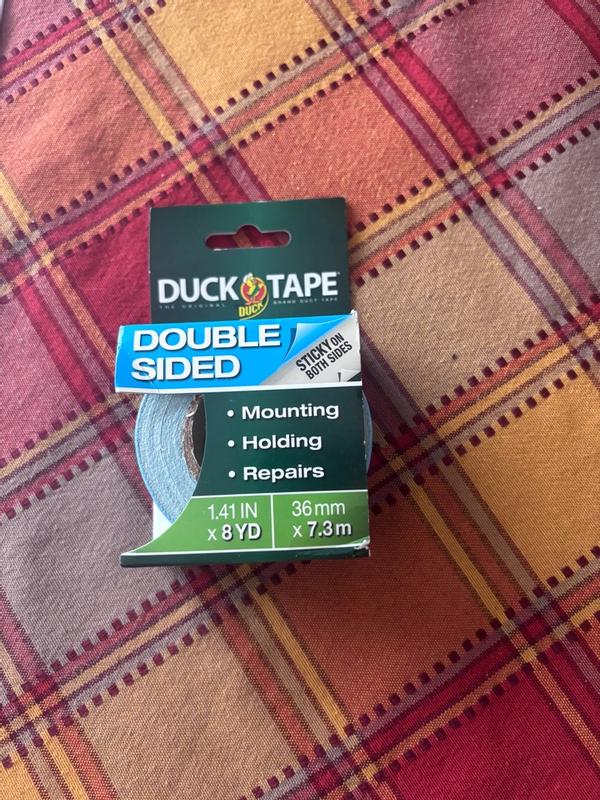 DUCK TAPE
THE ORIGINAL DUCK BRAND DUCT TAPE
DOUBLE
SIDED
STICKY ON
BOTH SIDES
• Mounting
• Holding
• Repairs
1.41 IN
x 8 YD
36 mm
x 7.3 m